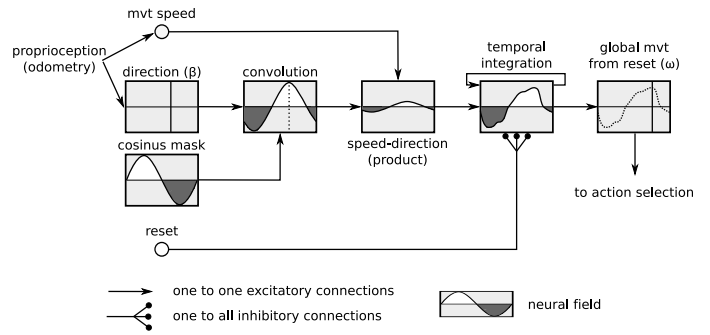 mvt speed
proprioception
(odometry)
direction (β)
convolution
temporal
integration
global mvt
from reset (ω)
cosinus mask
speed-direction
(product)
to action selection
reset
one to one excitatory connections
one to all inhibitory connections
neural field